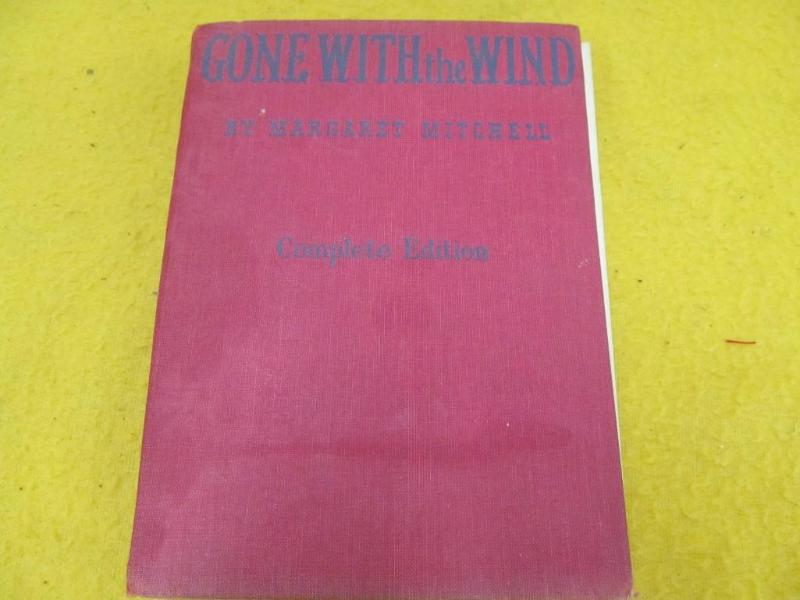 GONE WITH the WIND
BY MARGARET MITCHELL
Complete Edition